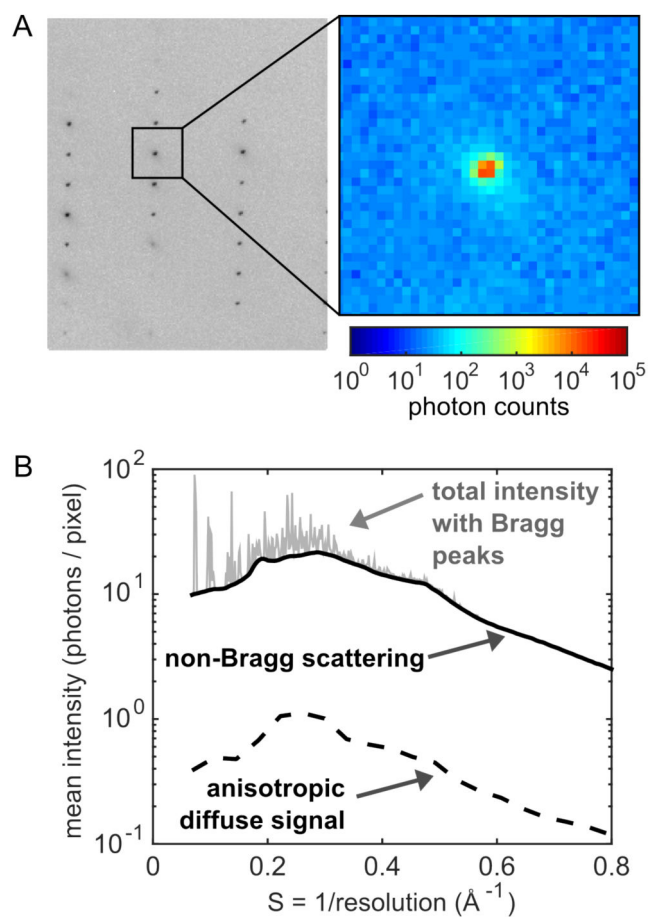 A
10^0 10^1 10^2 10^3 10^4 10^5
photon counts
B
mean intensity (photons / pixel)
10^2
10^1
10^0
10^-1
total intensity
with Bragg
peaks
non-Bragg scattering
anisotropic
diffuse signal
0 0.2 0.4 0.6 0.8
S = 1/resolution (Å^-1)